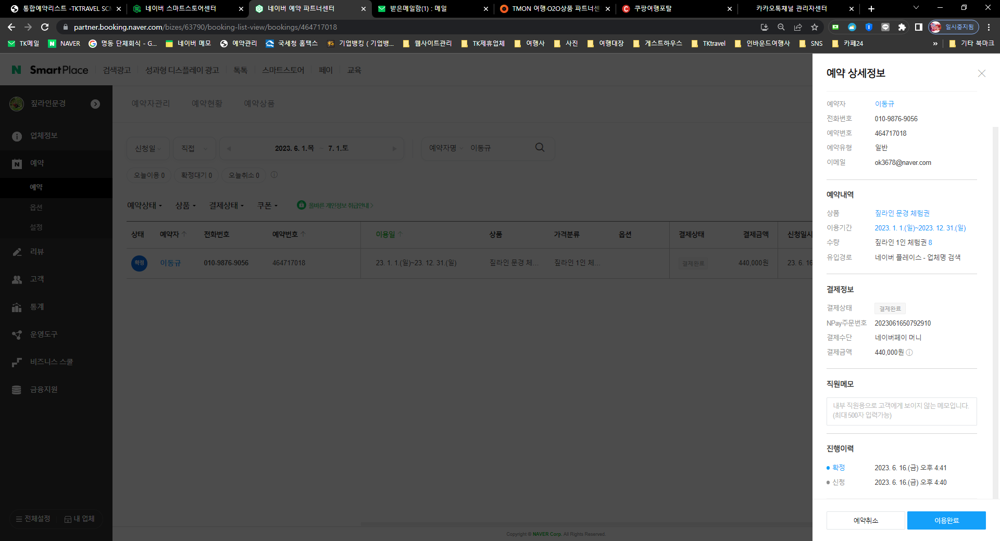 통합예약리스트 -TKTRAVEL SCM
네이버 스마트스토어센터
네이버 예약 파트너센터
받은메일함(1) : 메일
TMON 여행·O2O상품 파트너센
쿠팡여행포탈
카카오톡채널 관리자센터
partner.booking.naver.com/bizes/63790/booking-list-view/bookings/464717018
일시중지됨
TK메일
NAVER
명동 단체회식 - G...
네이버 메모
예약관리
국세청 홈택스
기업뱅킹 ( 기업뱅...
웹사이트관리
TK제휴업체
여행사
사진
여행대장
게스트하우스
TKtravel
인바운드여행사
SNS
카페24
»
기타 북마크
N SmartPlace
검색광고
성과형 디스플레이 광고
톡톡
스마트스토어
페이
교육
짚라인문경
업체정보
예약
예약
옵션
설정
리뷰
고객
통계
운영도구
비즈니스 스쿨
금융지원
전체설정
내 업체
예약자관리
예약현황
예약상품
신청일
직접
2023. 6. 1.목 ~ 7. 1.토
예약자명
이동규
오늘이용 0
확정대기 0
오늘취소 0
예약상태
상품
결제상태
쿠폰
올바른 개인정보 취급안내
상태
예약자
전화번호
예약번호
이용일
상품
가격분류
옵션
결제상태
결제금액
신청일시
확정
이동규
010-9876-9056
464717018
23. 1. 1.(일)~23. 12. 31.(일)
짚라인 문경 체...
짚라인 1인 체...
결제완료
440,000원
23. 6. 16
Copyright © NAVER Corp. All Rights Reserved.
예약 상세정보
예약자 이동규
전화번호 010-9876-9056
예약번호 464717018
예약유형 일반
이메일 ok3678@naver.com
예약내역
상품 짚라인 문경 체험권
이용기간 2023. 1. 1.(일)~2023. 12. 31.(일)
수량 짚라인 1인 체험권 8
유입경로 네이버 플레이스 - 업체명 검색
결제정보
결제상태 결제완료
NPay주문번호 2023061650792910
결제수단 네이버페이 머니
결제금액 440,000원
직원메모
내부 직원용으로 고객에게 보이지 않는 메모입니다.
(최대 500자 입력가능)
진행이력
확정 2023. 6. 16.(금) 오후 4:41
신청 2023. 6. 16.(금) 오후 4:40
예약취소
이용완료